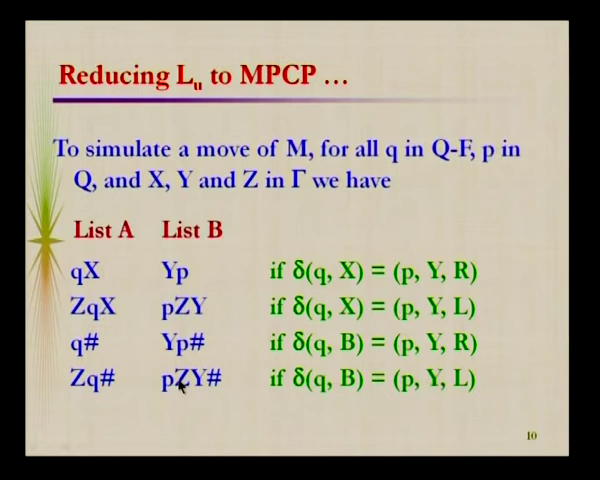 Reducing Lu to MPCP ...
To simulate a move of M, for all q in Q-F, p in
Q, and X, Y and Z in Γ we have
List A List B
qX Yp if δ(q, X) = (p, Y, R)
ZqX pZY if δ(q, X) = (p, Y, L)
q# Yp# if δ(q, B) = (p, Y, R)
Zq# pZY# if δ(q, B) = (p, Y, L)
10